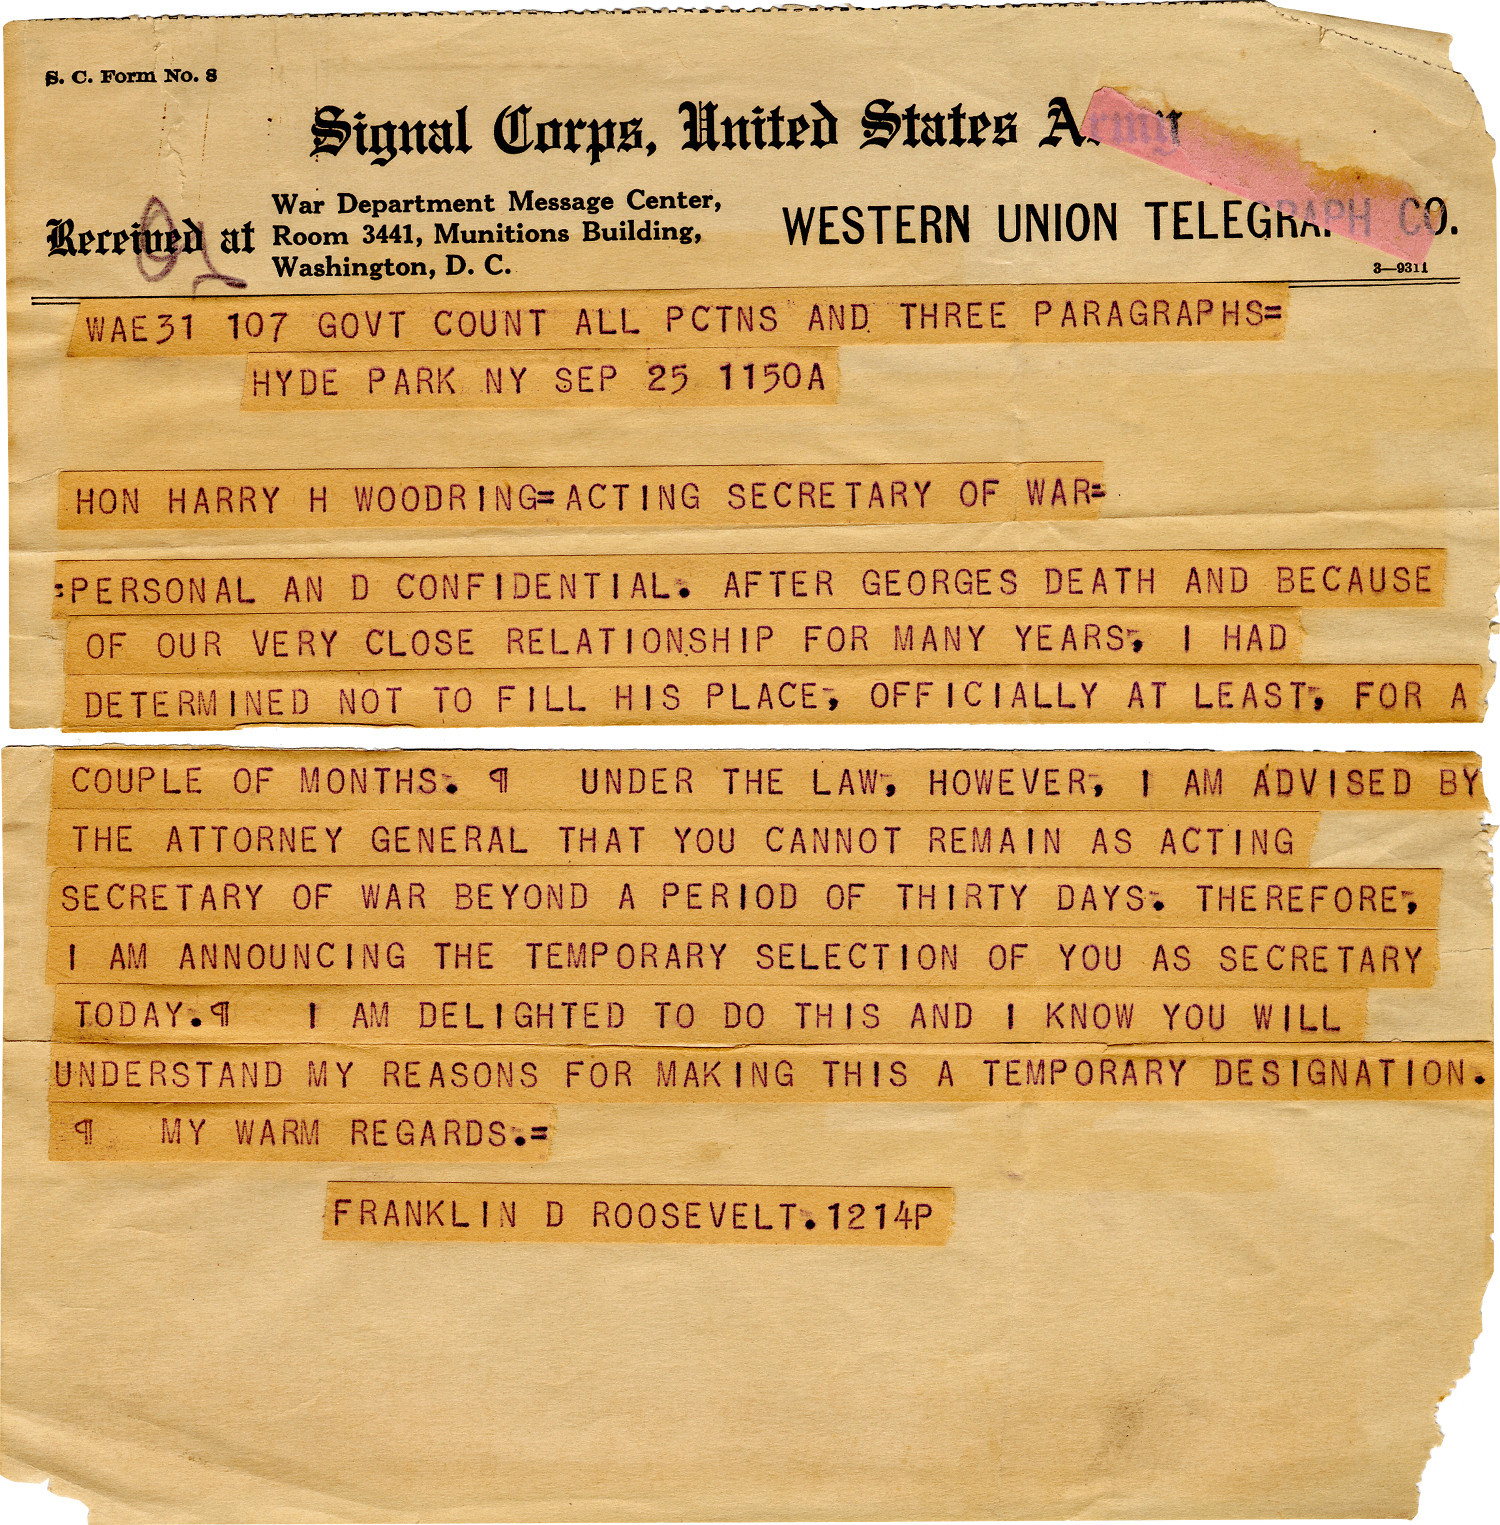 S. C. Form No. 8
Signal Corps, United States Army
Received at
War Department Message Center,
Room 3441, Munitions Building,
Washington, D. C.
WESTERN UNION TELEGRAPH CO.
3—9311
WAE31 107 GOVT COUNT ALL PCTNS AND THREE PARAGRAPHS=
HYDE PARK NY SEP 25 1150A
HON HARRY H WOODRING=ACTING SECRETARY OF WAR=
=PERSONAL AN D CONFIDENTIAL. AFTER GEORGES DEATH AND BECAUSE
OF OUR VERY CLOSE RELATIONSHIP FOR MANY YEARS, I HAD
DETERMINED NOT TO FILL HIS PLACE, OFFICIALLY AT LEAST, FOR A
COUPLE OF MONTHS. ¶ UNDER THE LAW, HOWEVER, I AM ADVISED BY
THE ATTORNEY GENERAL THAT YOU CANNOT REMAIN AS ACTING
SECRETARY OF WAR BEYOND A PERIOD OF THIRTY DAYS. THEREFORE,
I AM ANNOUNCING THE TEMPORARY SELECTION OF YOU AS SECRETARY
TODAY.¶ I AM DELIGHTED TO DO THIS AND I KNOW YOU WILL
UNDERSTAND MY REASONS FOR MAKING THIS A TEMPORARY DESIGNATION.
¶ MY WARM REGARDS.=
FRANKLIN D ROOSEVELT.1214P